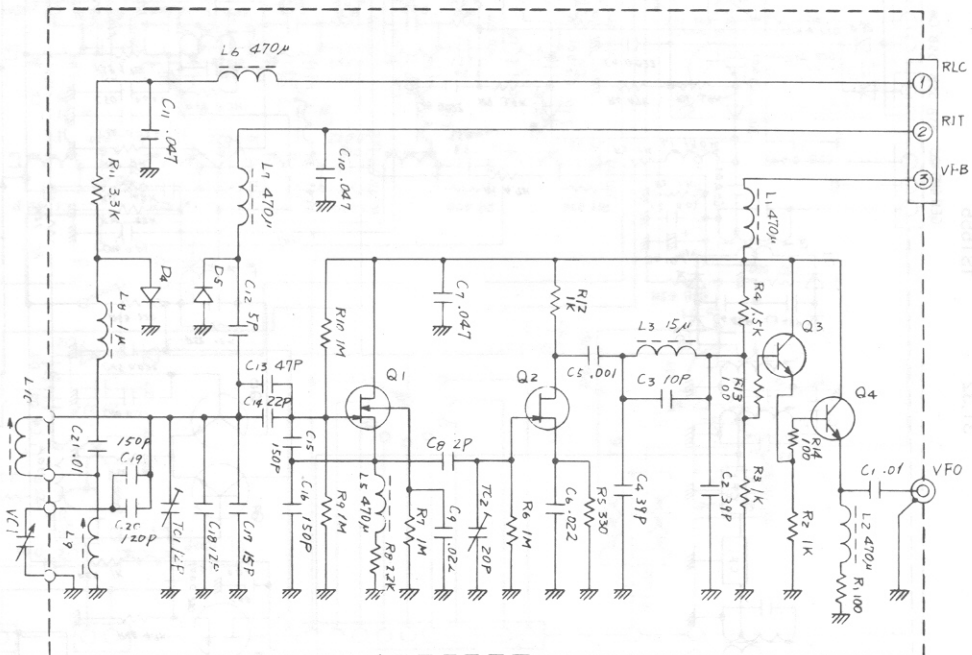 L6 470μ
RLC
1
C11 .047
RIT
2
C10 .047
L7 470μ
VFB
3
L1 470μ
R11 3.3K
D4
D5
C12 5P
R10 1M
C7 .047
R12 1K
R4 1.5K
L3 15μ
Q3
L8 1μ
C13 47P
C5 .001
C3 10P
R13 100
Q1
Q2
Q4
C14 22P
C21 .01
150P
C19
C15
150P
C8 2P
R14 100
C1 .01
VFO
VC1
C20
120P
L9
TC1
C18 12P
C17 15P
C16 150P
R9 1M
L5 470μ
R8 2.2K
R7 1M
C9 .022
TC2 20P
R6 1M
C6 .022
R5 330
C4 39P
C2 39P
R3 1K
R2 1K
L2 470μ
R1 100